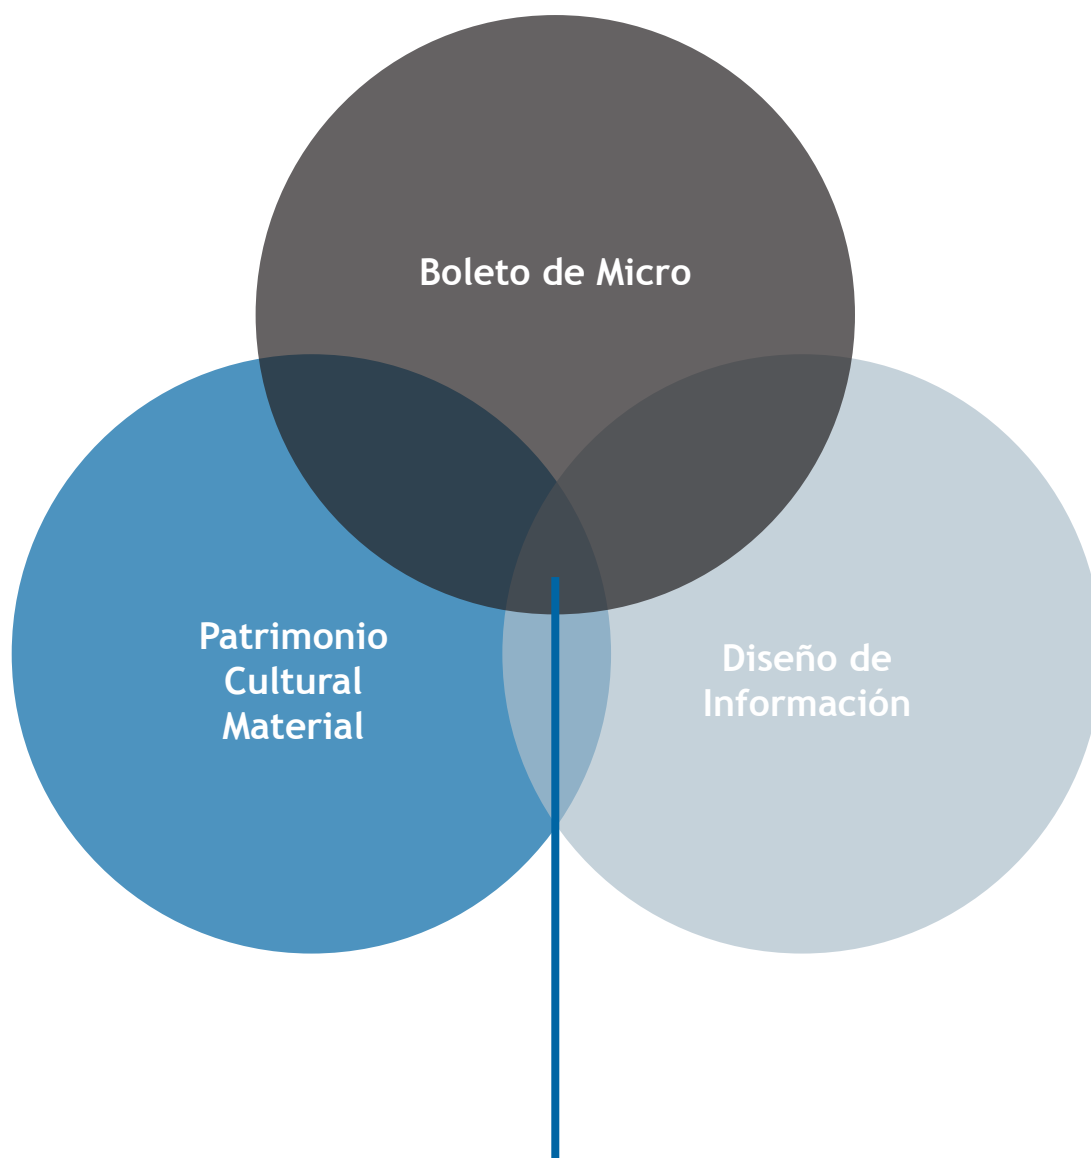 Boleto de Micro
Patrimonio
Cultural
Material
Diseño de
Información